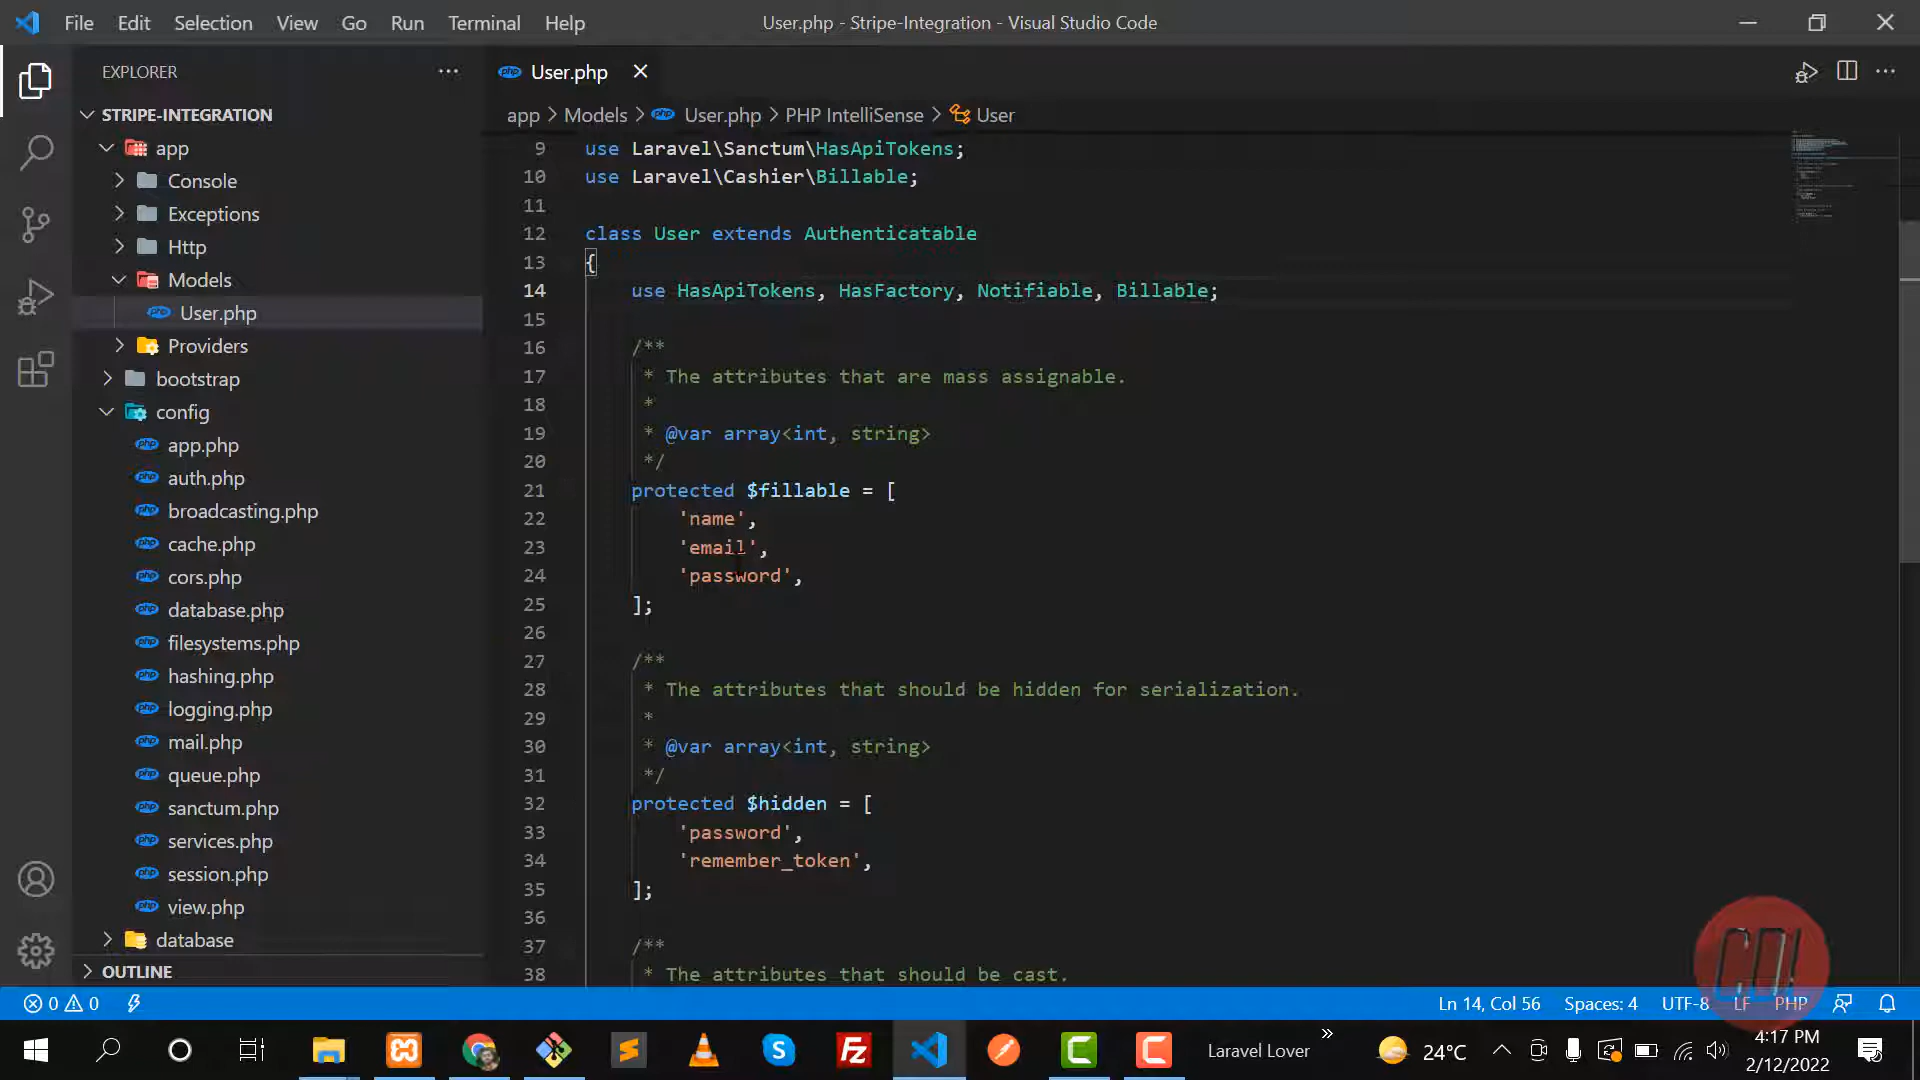 File Edit Selection View Go Run Terminal Help
User.php - Stripe-Integration - Visual Studio Code
EXPLORER
STRIPE-INTEGRATION
app
Console
Exceptions
Http
Models
User.php
Providers
bootstrap
config
app.php
auth.php
broadcasting.php
cache.php
cors.php
database.php
filesystems.php
hashing.php
logging.php
mail.php
queue.php
sanctum.php
services.php
session.php
view.php
database
OUTLINE
User.php
app > Models > User.php > PHP IntelliSense > User
9 use Laravel\Sanctum\HasApiTokens;
10 use Laravel\Cashier\Billable;
11
12 class User extends Authenticatable
13 {
14 use HasApiTokens, HasFactory, Notifiable, Billable;
15
16 /**
17 * The attributes that are mass assignable.
18 *
19 * @var array<int, string>
20 */
21 protected $fillable = [
22 'name',
23 'email',
24 'password',
25 ];
26
27 /**
28 * The attributes that should be hidden for serialization.
29 *
30 * @var array<int, string>
31 */
32 protected $hidden = [
33 'password',
34 'remember_token',
35 ];
36
37 /**
38 * The attributes that should be cast.
0 0
Ln 14, Col 56 Spaces: 4 UTF-8 LF PHP
Laravel Lover
24°C
4:17 PM
2/12/2022